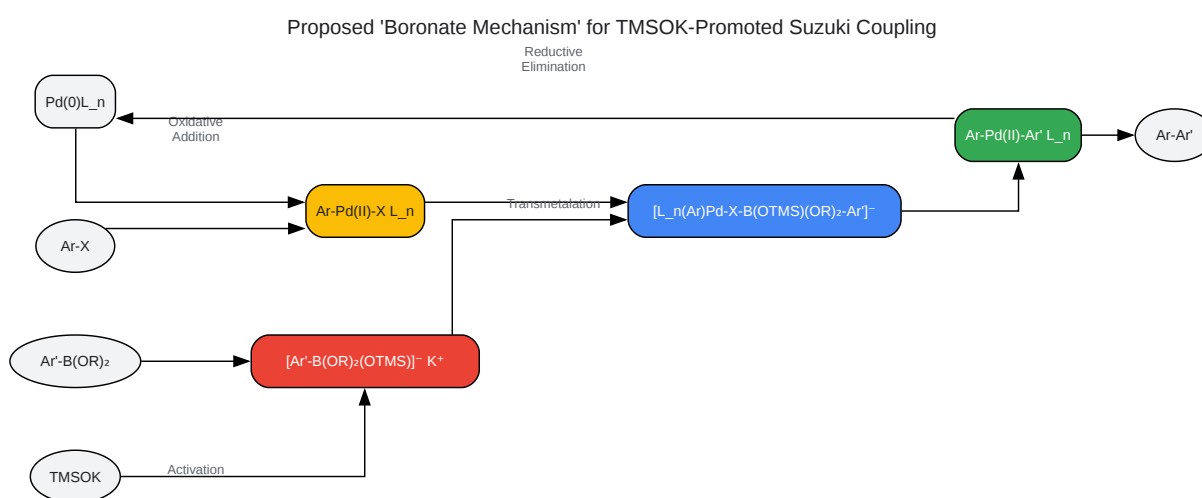 Proposed 'Boronate Mechanism' for TMSOK-Promoted Suzuki Coupling
Reductive
Elimination
Pd(0)L_n
Oxidative
Addition
Ar-Pd(II)-Ar' L_n
Ar-Ar'
Ar-Pd(II)-X L_n
Transmetalation
[L_n(Ar)Pd-X-B(OTMS)(OR)₂-Ar']⁻
Ar-X
Ar'-B(OR)₂
[Ar'-B(OR)₂(OTMS)]⁻ K⁺
TMSOK
Activation